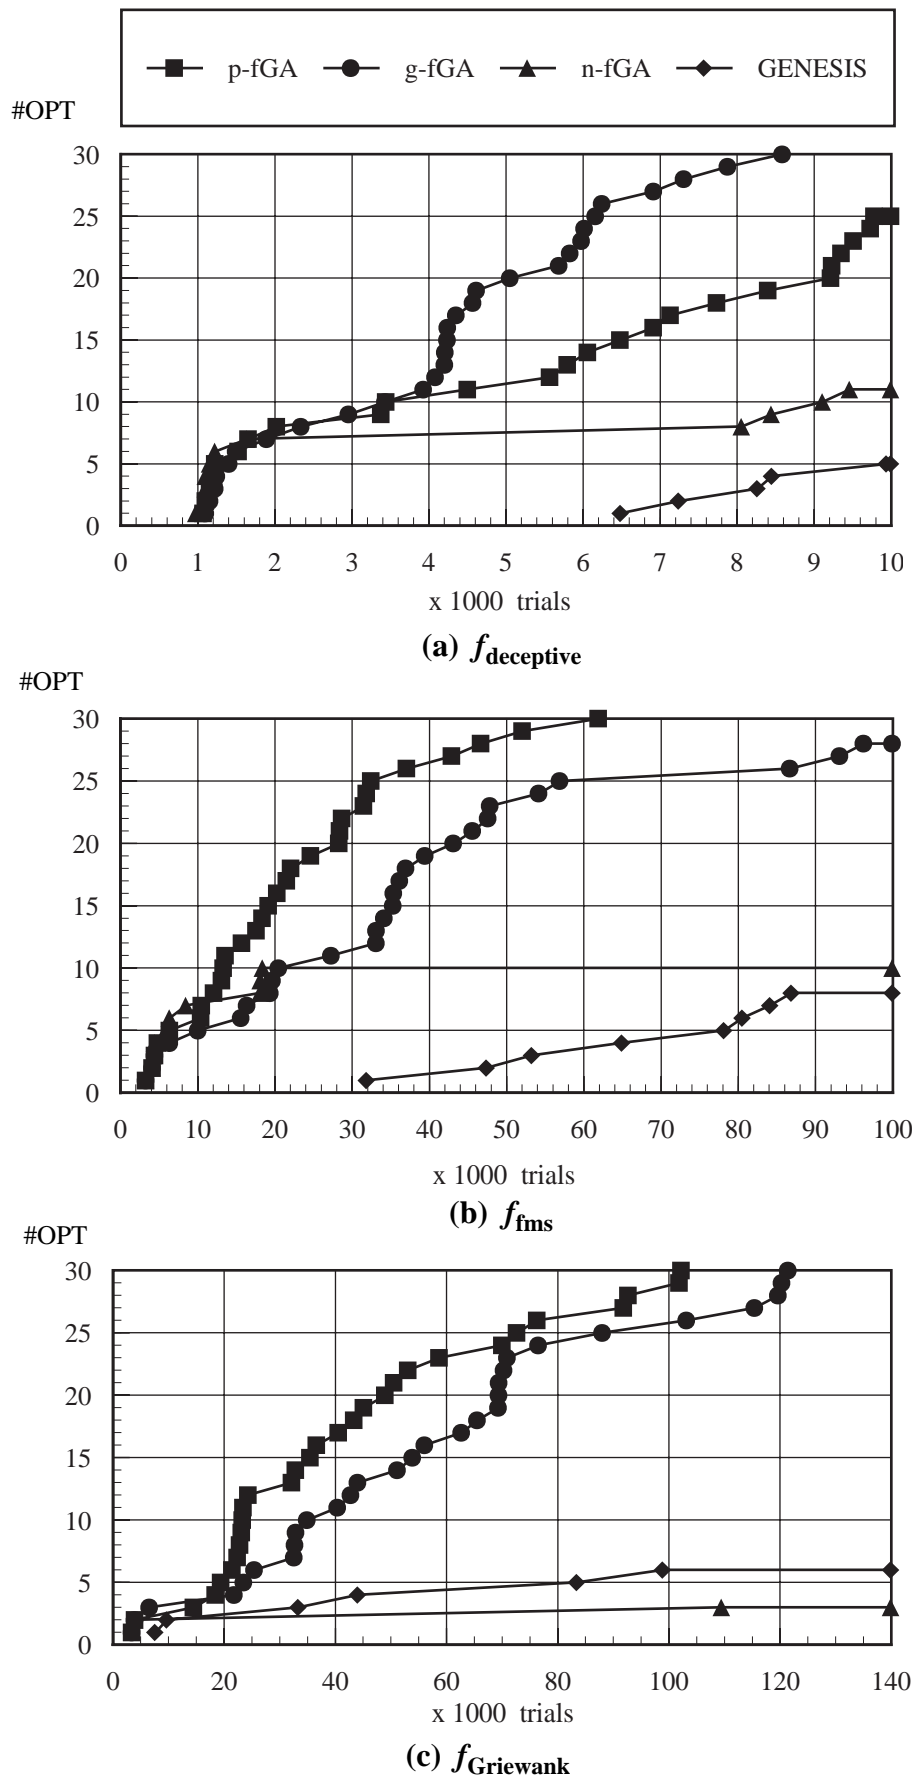 p-fGA g-fGA n-fGA GENESIS
#OPT
30
25
20
15
10
5
0
0 1 2 3 4 5 6 7 8 9 10
x 1000 trials
(a) fdeceptive
#OPT
30
25
20
15
10
5
0
0 10 20 30 40 50 60 70 80 90 100
x 1000 trials
(b) ffms
#OPT
30
25
20
15
10
5
0
0 20 40 60 80 100 120 140
x 1000 trials
(c) fGriewank